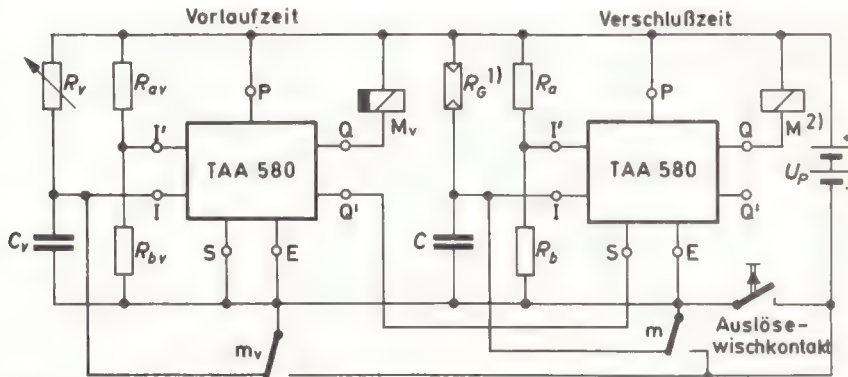 Vorlaufzeit Verschlußzeit
R_v R_av P M_v R_G 1) R_a P M 2)
I' Q I' Q
TAA 580 TAA 580 U_P
I Q' I Q'
C_v R_bv S E C R_b S E
m_v m Auslöse-
wischkontakt